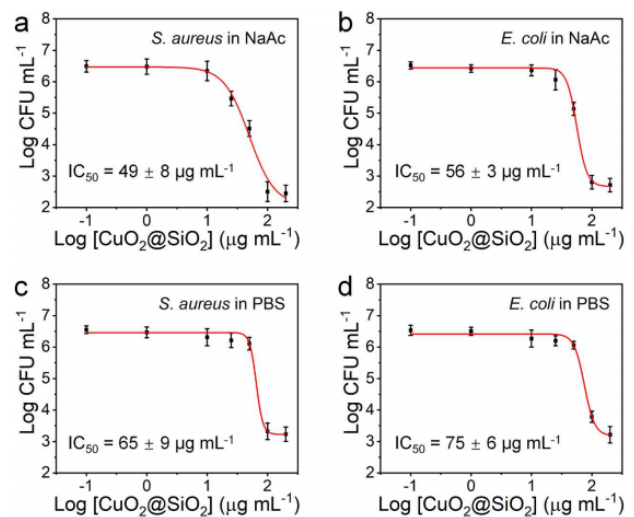 a
S. aureus in NaAc
Log CFU mL⁻¹
7
6
5
4
3
2
IC₅₀ = 49 ± 8 µg mL⁻¹
-1 0 1 2
Log [CuO₂@SiO₂] (µg mL⁻¹)
b
E. coli in NaAc
Log CFU mL⁻¹
7
6
5
4
3
2
IC₅₀ = 56 ± 3 µg mL⁻¹
-1 0 1 2
Log [CuO₂@SiO₂] (µg mL⁻¹)
c
S. aureus in PBS
Log CFU mL⁻¹
8
7
6
5
4
3
2
IC₅₀ = 65 ± 9 µg mL⁻¹
-1 0 1 2
Log [CuO₂@SiO₂] (µg mL⁻¹)
d
E. coli in PBS
Log CFU mL⁻¹
8
7
6
5
4
3
2
IC₅₀ = 75 ± 6 µg mL⁻¹
-1 0 1 2
Log [CuO₂@SiO₂] (µg mL⁻¹)